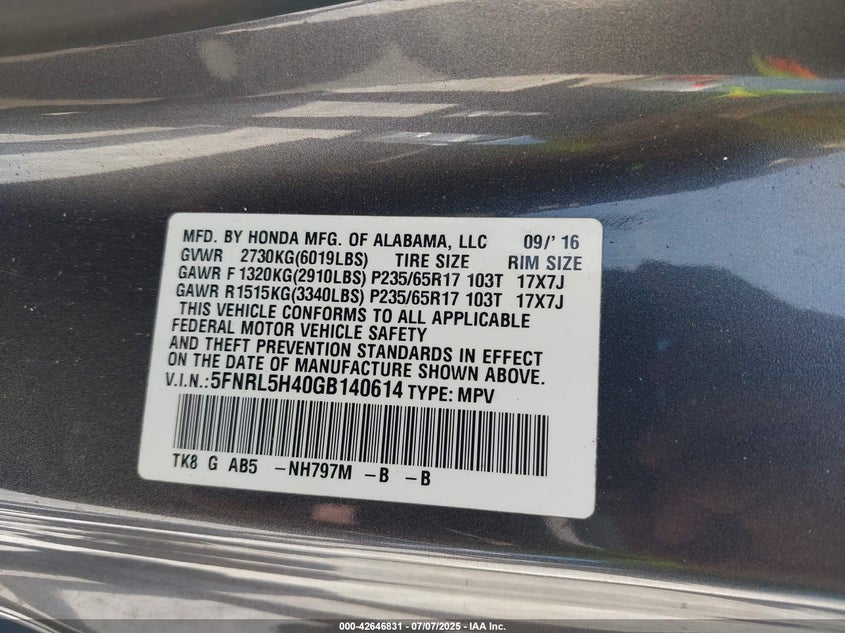 MFD. BY HONDA MFG. OF ALABAMA, LLC 09/' 16
GVWR 2730KG(6019LBS) TIRE SIZE RIM SIZE
GAWR F 1320KG(2910LBS) P235/65R17 103T 17X7J
GAWR R1515KG(3340LBS) P235/65R17 103T 17X7J
THIS VEHICLE CONFORMS TO ALL APPLICABLE
FEDERAL MOTOR VEHICLE SAFETY
AND THEFT PREVENTION STANDARDS IN EFFECT
ON THE DATE OF MANUFACTURE SHOWN ABOVE.
V.I.N.:5FNRL5H40GB140614 TYPE: MPV
TK8 G AB5 -NH797M -B -B
000-42646831 - 07/07/2025 - IAA Inc.